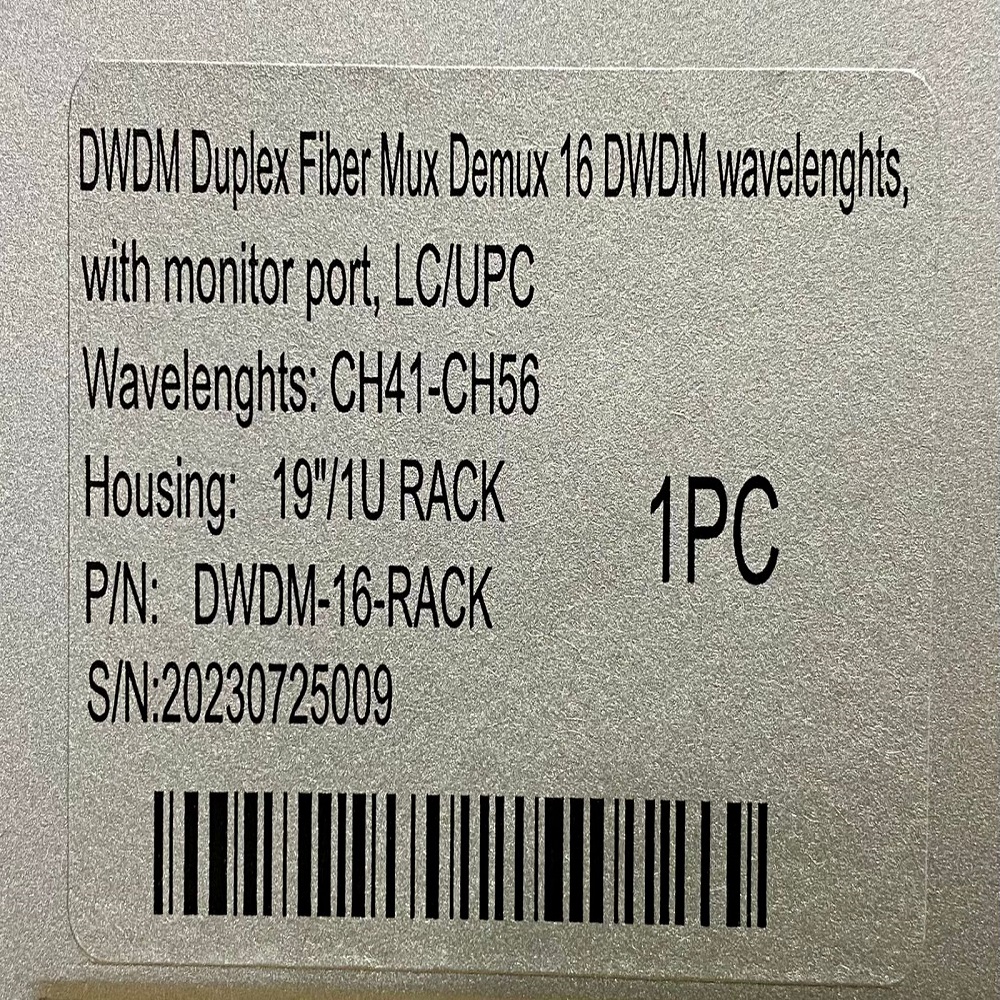 DWDM Duplex Fiber Mux Demux 16 DWDM wavelenghts,
with monitor port, LC/UPC
Wavelenghts: CH41-CH56
Housing: 19"/1U RACK
1PC
P/N: DWDM-16-RACK
S/N:20230725009